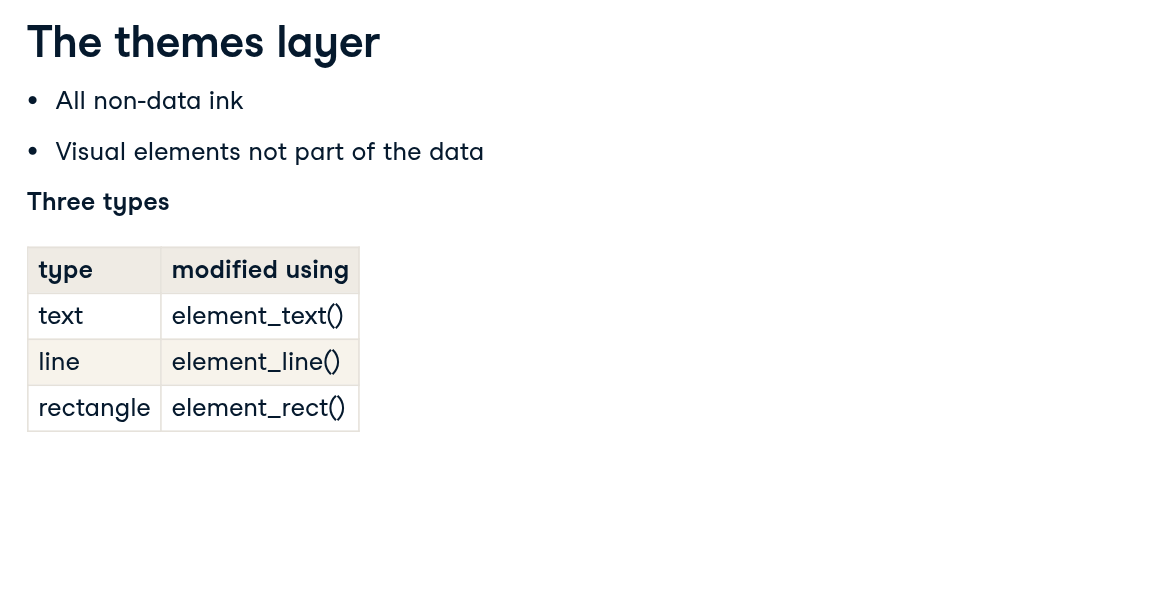 The themes layer
• All non-data ink
• Visual elements not part of the data
Three types
type modified using
text element_text()
line element_line()
rectangle element_rect()